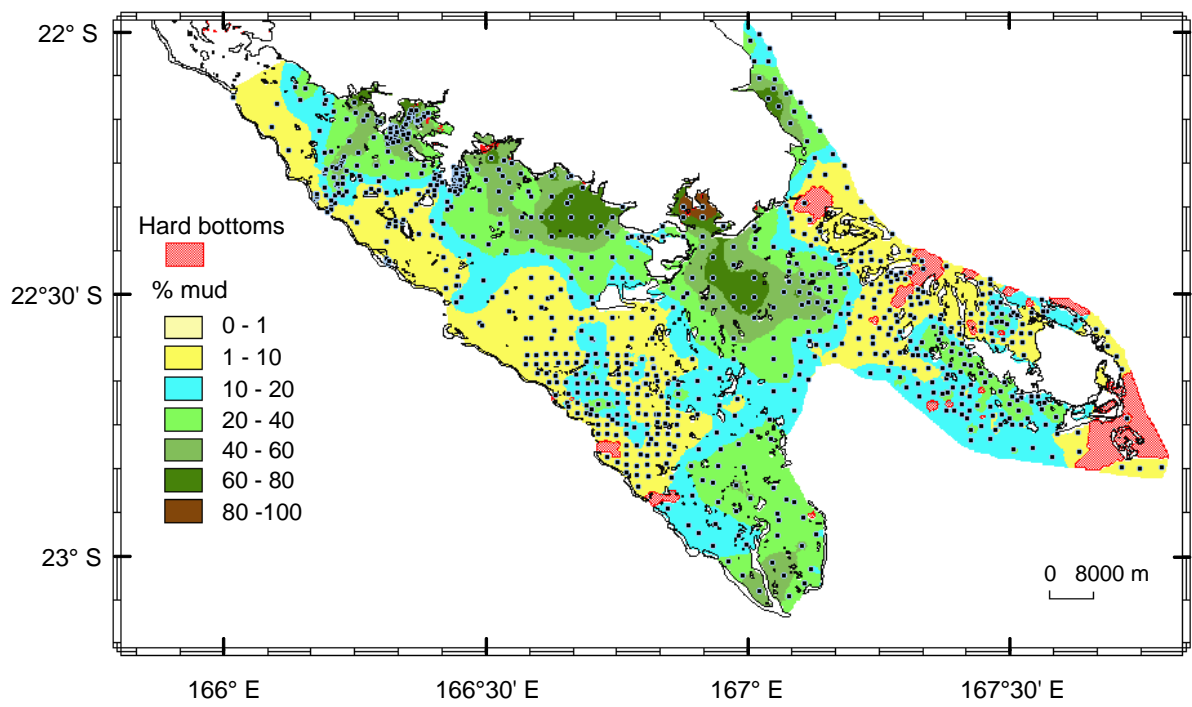 22° S
Hard bottoms
22°30' S
% mud
0 - 1
1 - 10
10 - 20
20 - 40
40 - 60
60 - 80
80 -100
23° S
0 8000 m
166° E
166°30' E
167° E
167°30' E